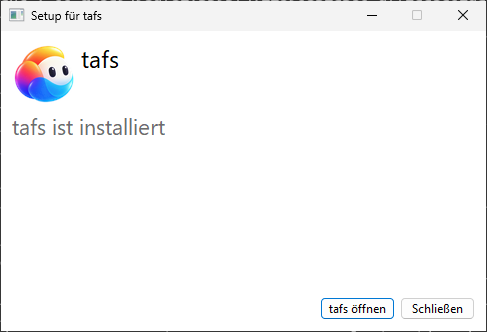 Setup für tafs
tafs
tafs ist installiert
tafs öffnen
Schließen